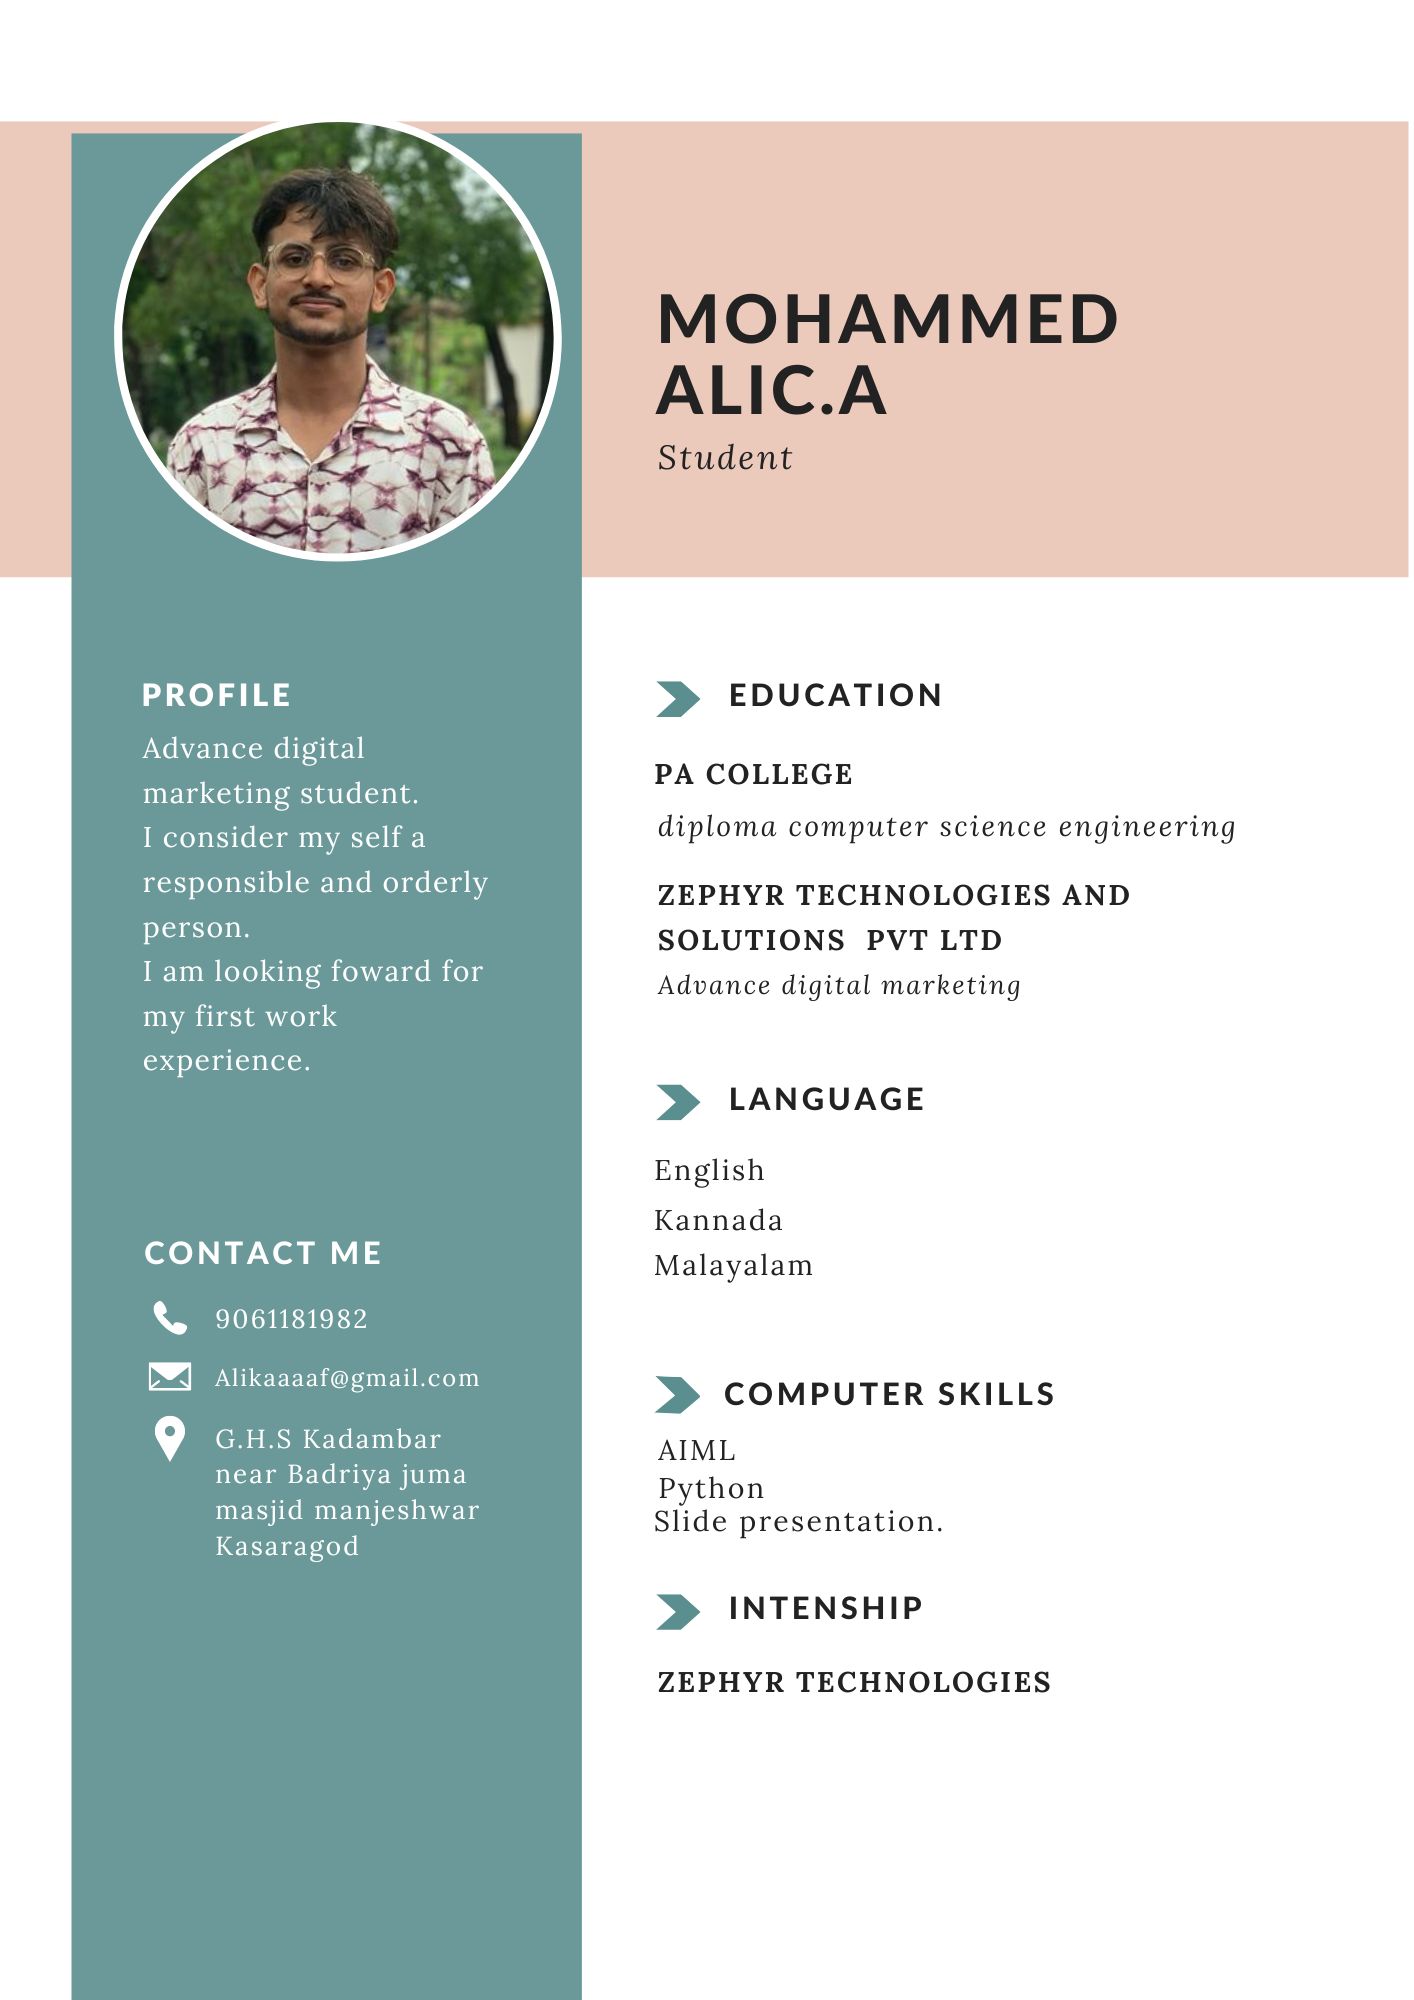 MOHAMMED
ALIC.A
Student
PROFILE
Advance digital
marketing student.
I consider my self a
responsible and orderly
person.
I am looking foward for
my first work
experience.
CONTACT ME
9061181982
Alikaaaaf@gmail.com
G.H.S Kadambar
near Badriya juma
masjid manjeshwar
Kasaragod
EDUCATION
PA COLLEGE
diploma computer science engineering
ZEPHYR TECHNOLOGIES AND
SOLUTIONS  PVT LTD
Advance digital marketing
LANGUAGE
English
Kannada
Malayalam
COMPUTER SKILLS
AIML
Python
Slide presentation.
INTENSHIP
ZEPHYR TECHNOLOGIES